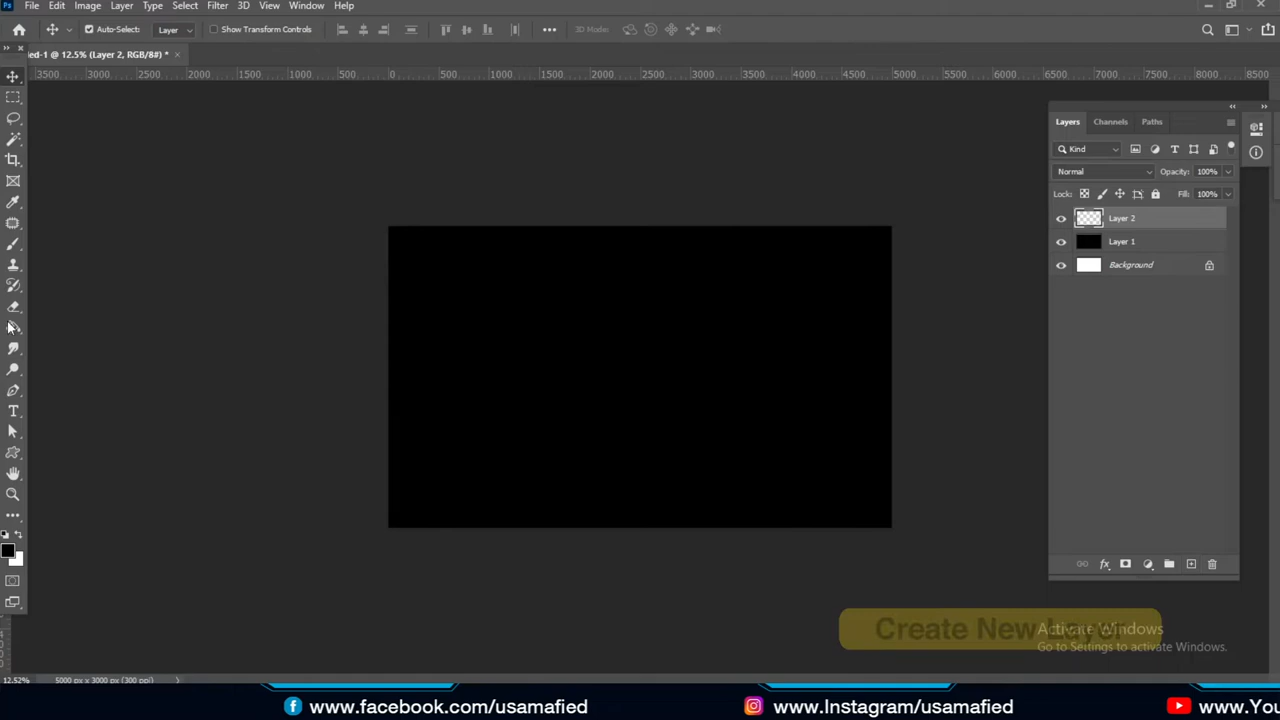 Ps File Edit Image Layer Type Select Filter 3D View Window Help
Auto-Select: Layer Show Transform Controls 3D Mode:
ed-1 @ 12.5% (Layer 2, RGB/8#) *
3500 3000 2500 2000 1500 1000 500 0 500 1000 1500 2000 2500 3000 3500 4000 4500 5000 5500 6000 6500 7000 7500 8000 8500
Layers Channels Paths
Kind
Normal Opacity: 100%
Lock: Fill: 100%
Layer 2
Layer 1
Background
fx
Create New Layer
Activate Windows
Go to Settings to activate Windows.
12.52% 5000 px x 3000 px (300 ppi)
www.facebook.com/usamafied www.Instagram/usamafied www.You